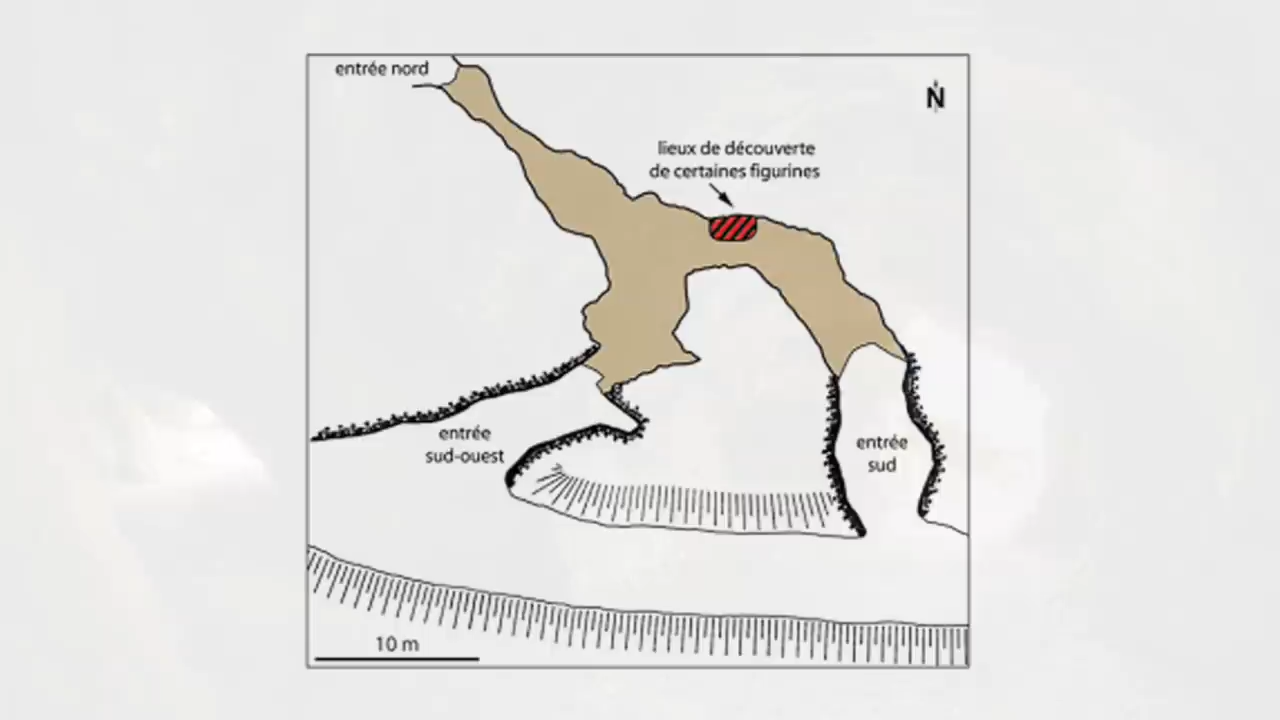 entrée nord
N
lieux de découverte
de certaines figurines
entrée
sud-ouest
entrée
sud
10 m